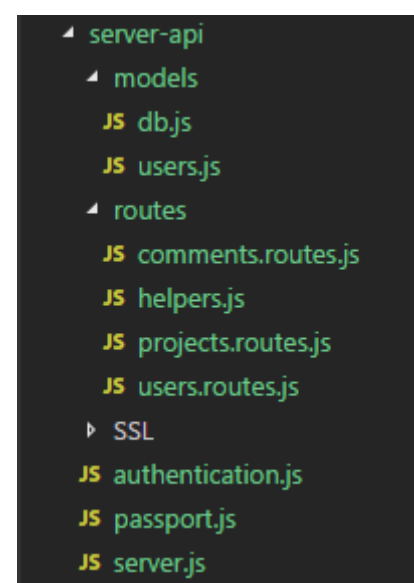 server-api
models
JS db.js
JS users.js
routes
JS comments.routes.js
JS helpers.js
JS projects.routes.js
JS users.routes.js
SSL
JS authentication.js
JS passport.js
JS server.js